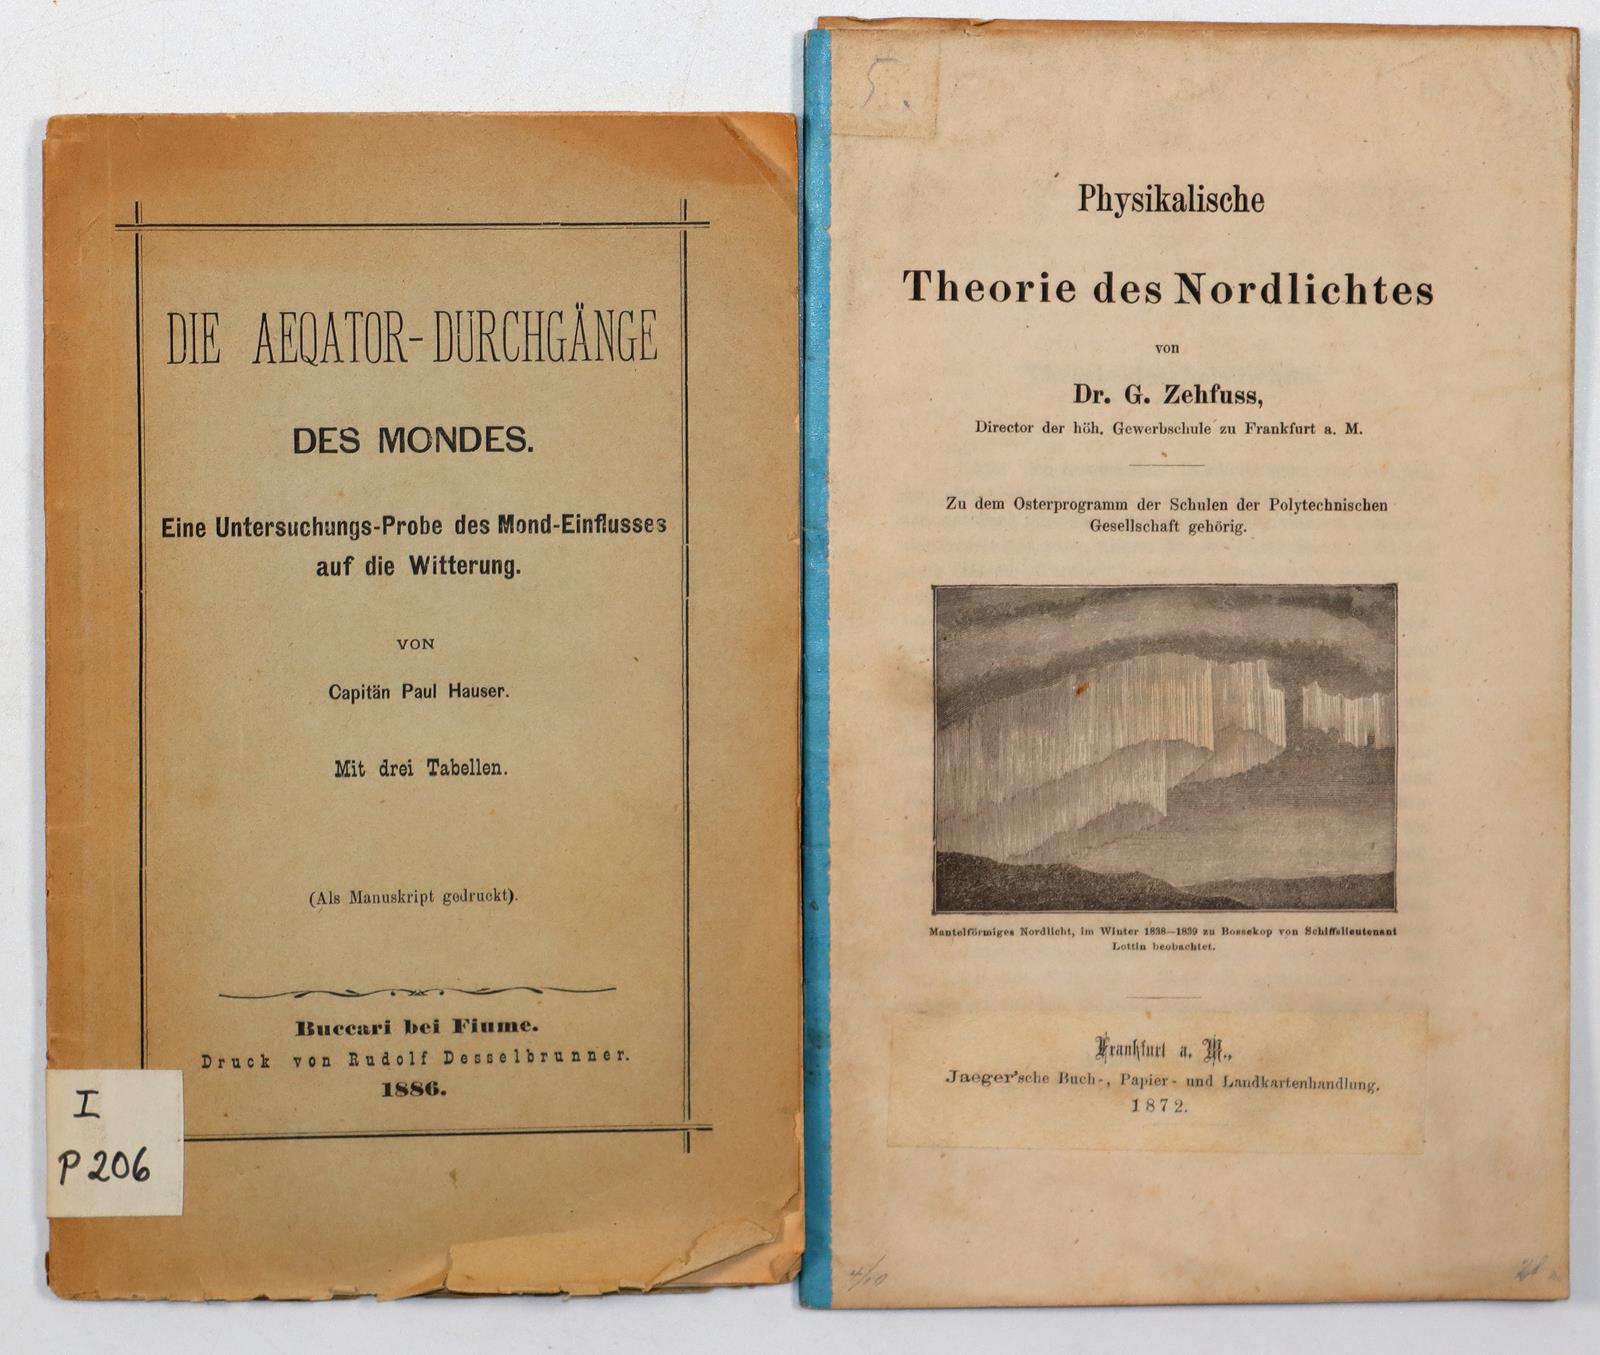 DIE AEQATOR-DURCHGÄNGE
DES MONDES.
Eine Untersuchungs-Probe des Mond-Einflusses
auf die Witterung.
VON
Capitän Paul Hauser.
Mit drei Tabellen.
(Als Manuskript gedruckt).
Buccari bei Fiume.
Druck von Rudolf Desselbrunner.
1886.
I
P 206
5.
Physikalische
Theorie des Nordlichtes
von
Dr. G. Zehfuss,
Director der höh. Gewerbschule zu Frankfurt a. M.
Zu dem Osterprogramm der Schulen der Polytechnischen
Gesellschaft gehörig.
Mantelförmiges Nordlicht, im Winter 1838—1839 zu Bossekop von Schiffslieutenant
Lottin beobachtet.
Frankfurt a. M.,
Jaeger'sche Buch-, Papier- und Landkartenhandlung.
1872.